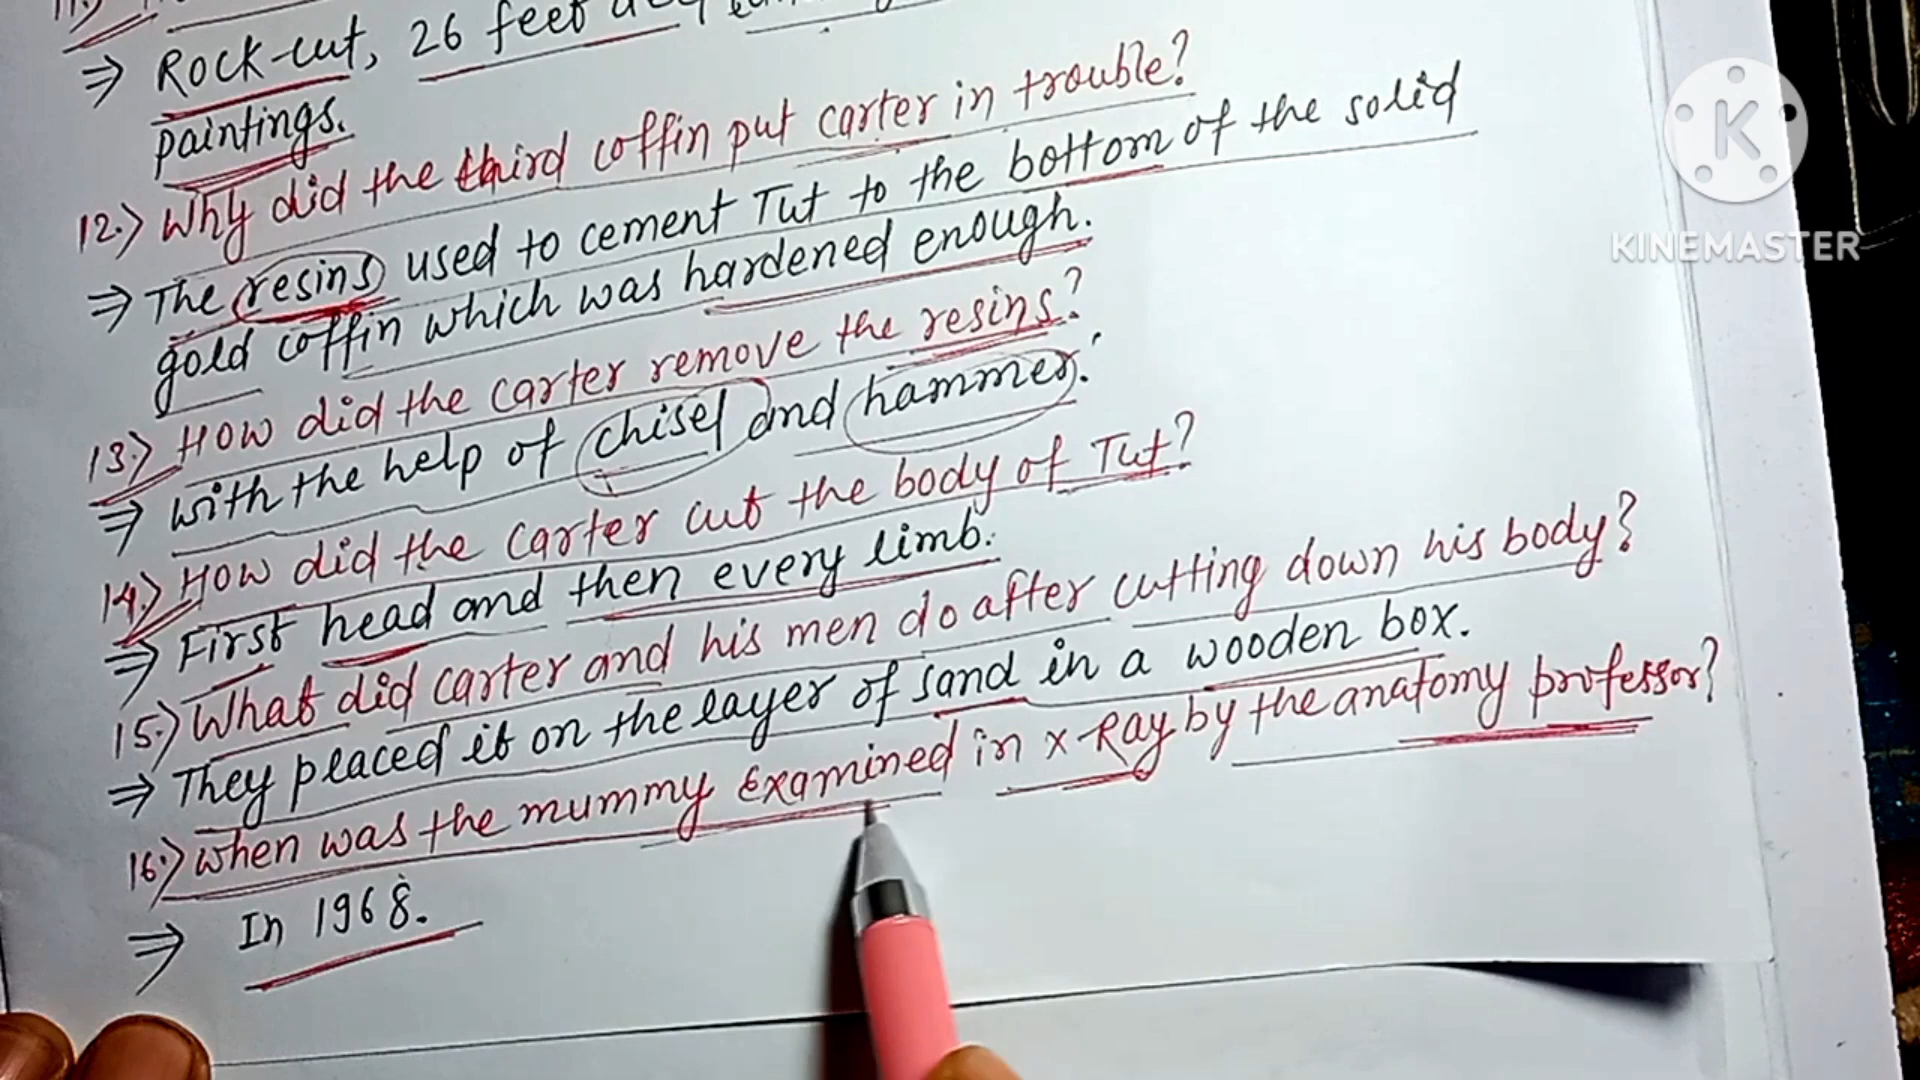 11.)
⇒ Rock-cut, 26 feet
paintings.
12.) Why did the third coffin put carter in trouble?
⇒ The resins used to cement Tut to the bottom of the solid
gold coffin which was hardened enough.
13.) How did the carter remove the resins?
⇒ with the help of chisel and hammer.
14.) How did the carter cut the body of Tut?
⇒ First head and then every limb.
15.) What did carter and his men do after cutting down his body?
⇒ They placed it on the layer of sand in a wooden box.
16.) When was the mummy Examined in x-Ray by the anatomy professor?
⇒ In 1968.
K
KINEMASTER